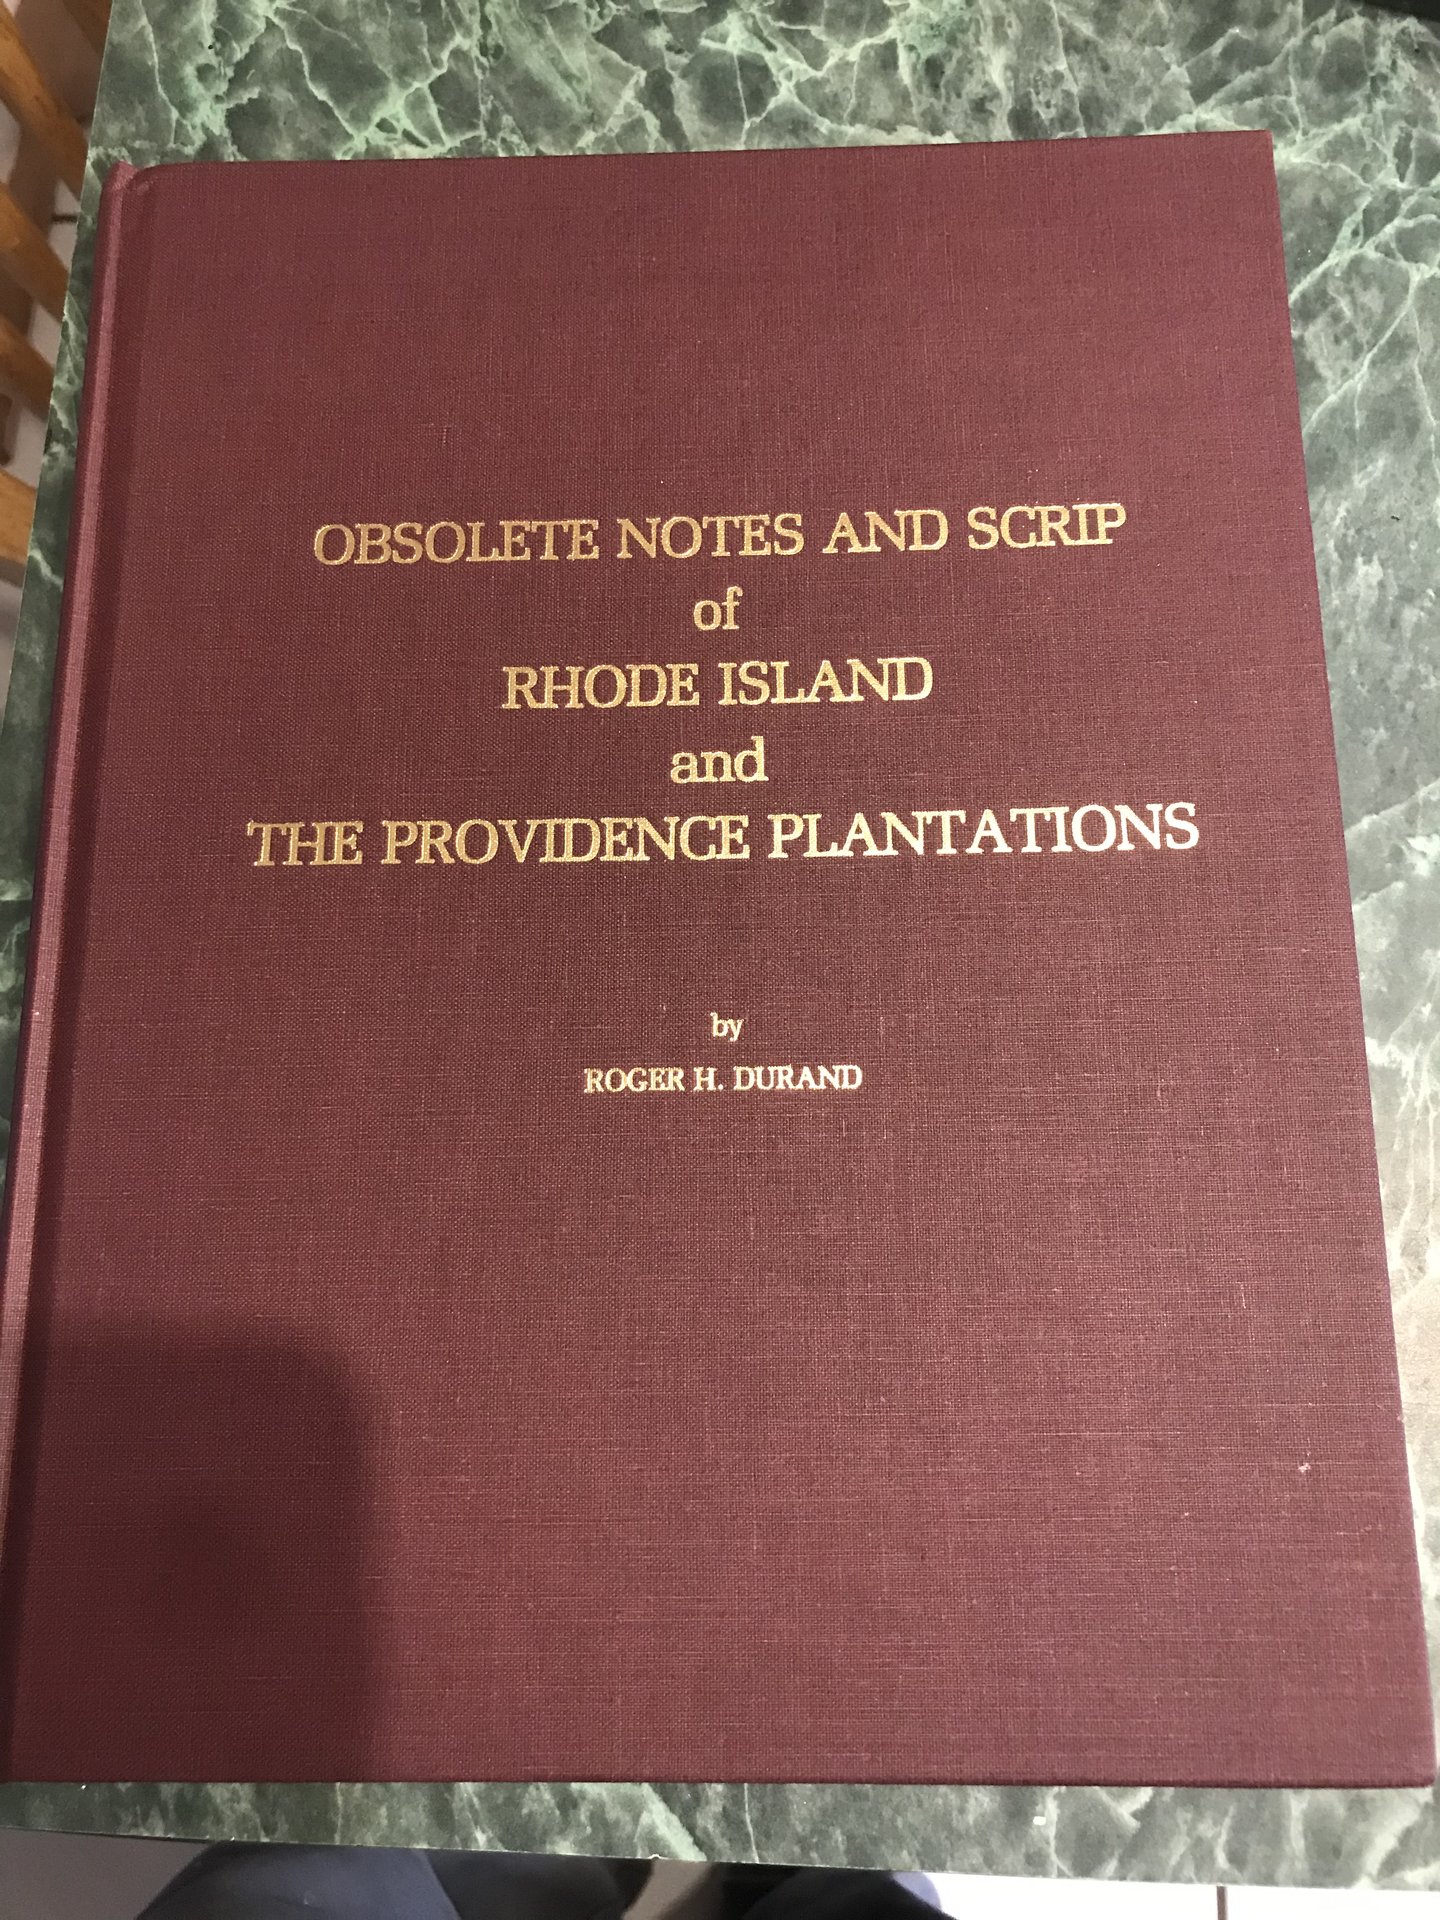 OBSOLETE NOTES AND SCRIP
of
RHODE ISLAND
and
THE PROVIDENCE PLANTATIONS
by
ROGER H. DURAND